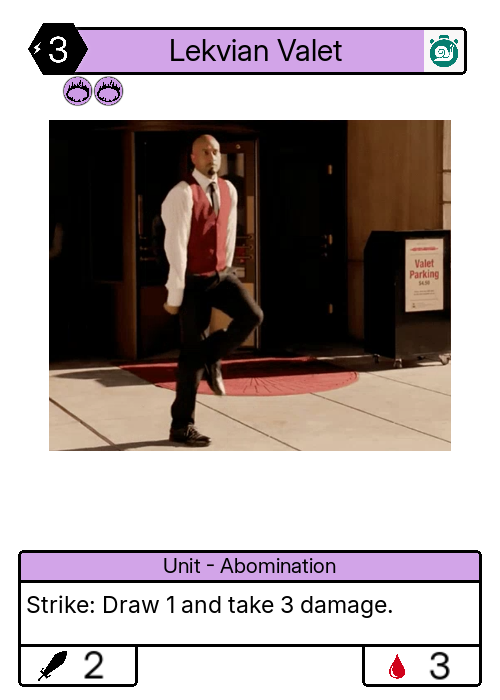 3
Lekvian Valet
Valet
Parking
Unit - Abomination
Strike: Draw 1 and take 3 damage.
2
3